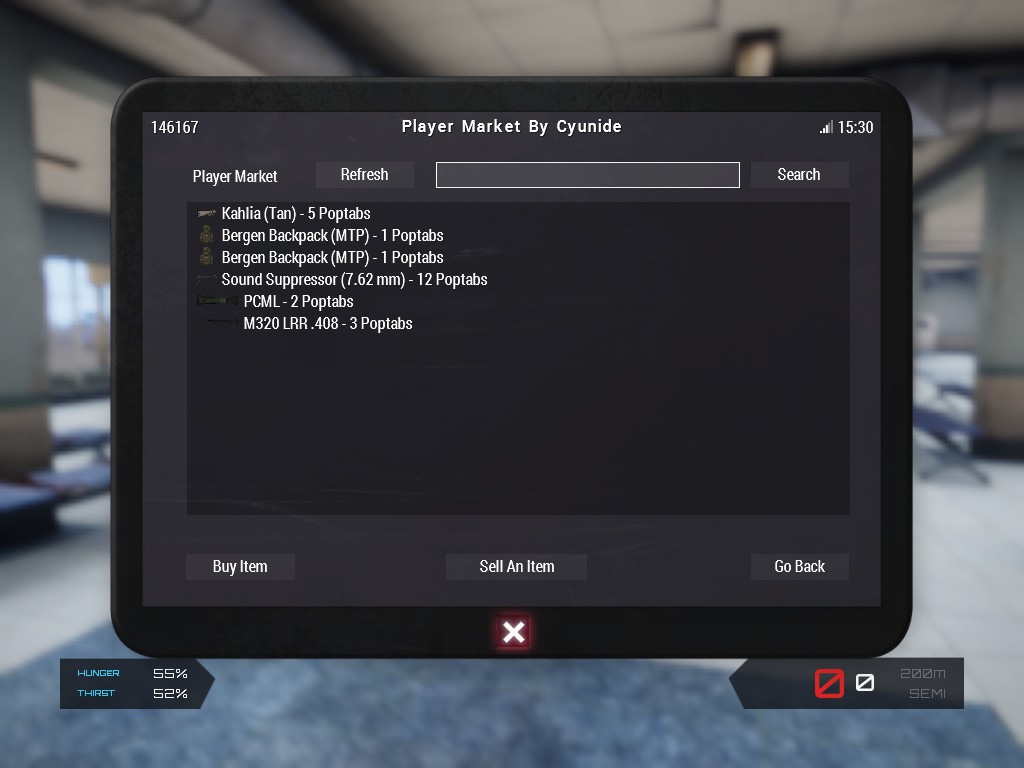 146167 Player Market By Cyunide 15:30
Player Market Refresh Search
Kahlia (Tan) - 5 Poptabs
Bergen Backpack (MTP) - 1 Poptabs
Bergen Backpack (MTP) - 1 Poptabs
Sound Suppressor (7.62 mm) - 12 Poptabs
PCML - 2 Poptabs
M320 LRR .408 - 3 Poptabs
Buy Item Sell An Item Go Back
HUNGER 55% 200m
THIRST 52% SEMI